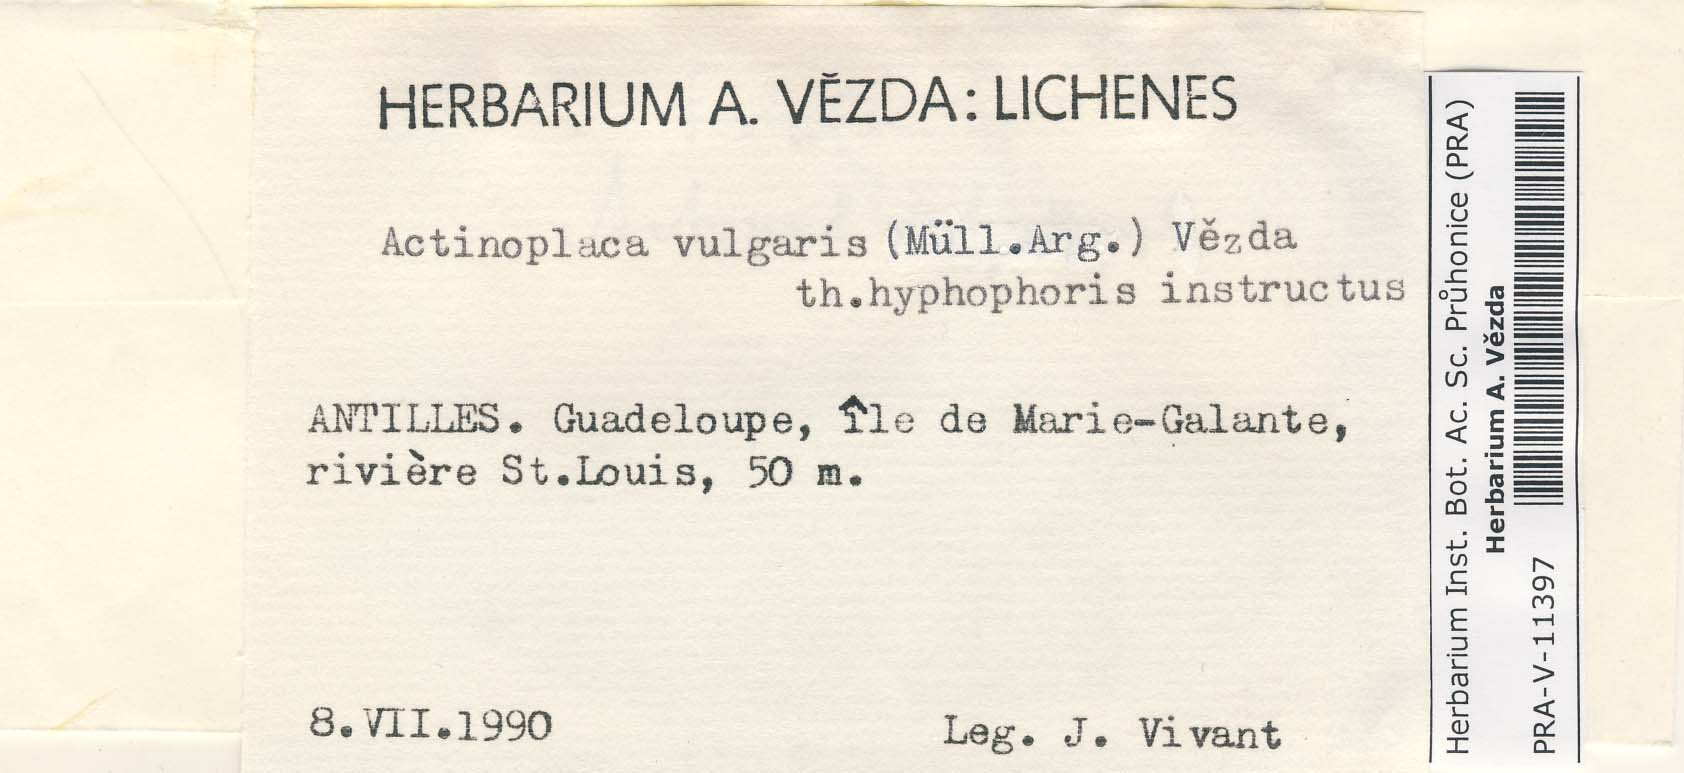 HERBARIUM A. VĚZDA: LICHENES
Actinoplaca vulgaris (Müll.Arg.) Vězda
th.hyphophoris instructus
ANTILLES. Guadeloupe, Île de Marie-Galante,
rivière St.Louis, 50 m.
8.VII.1990
Leg. J. Vivant
Herbarium Inst. Bot. Ac. Sc. Průhonice (PRA)
Herbarium A. Vězda
PRA-V-11397